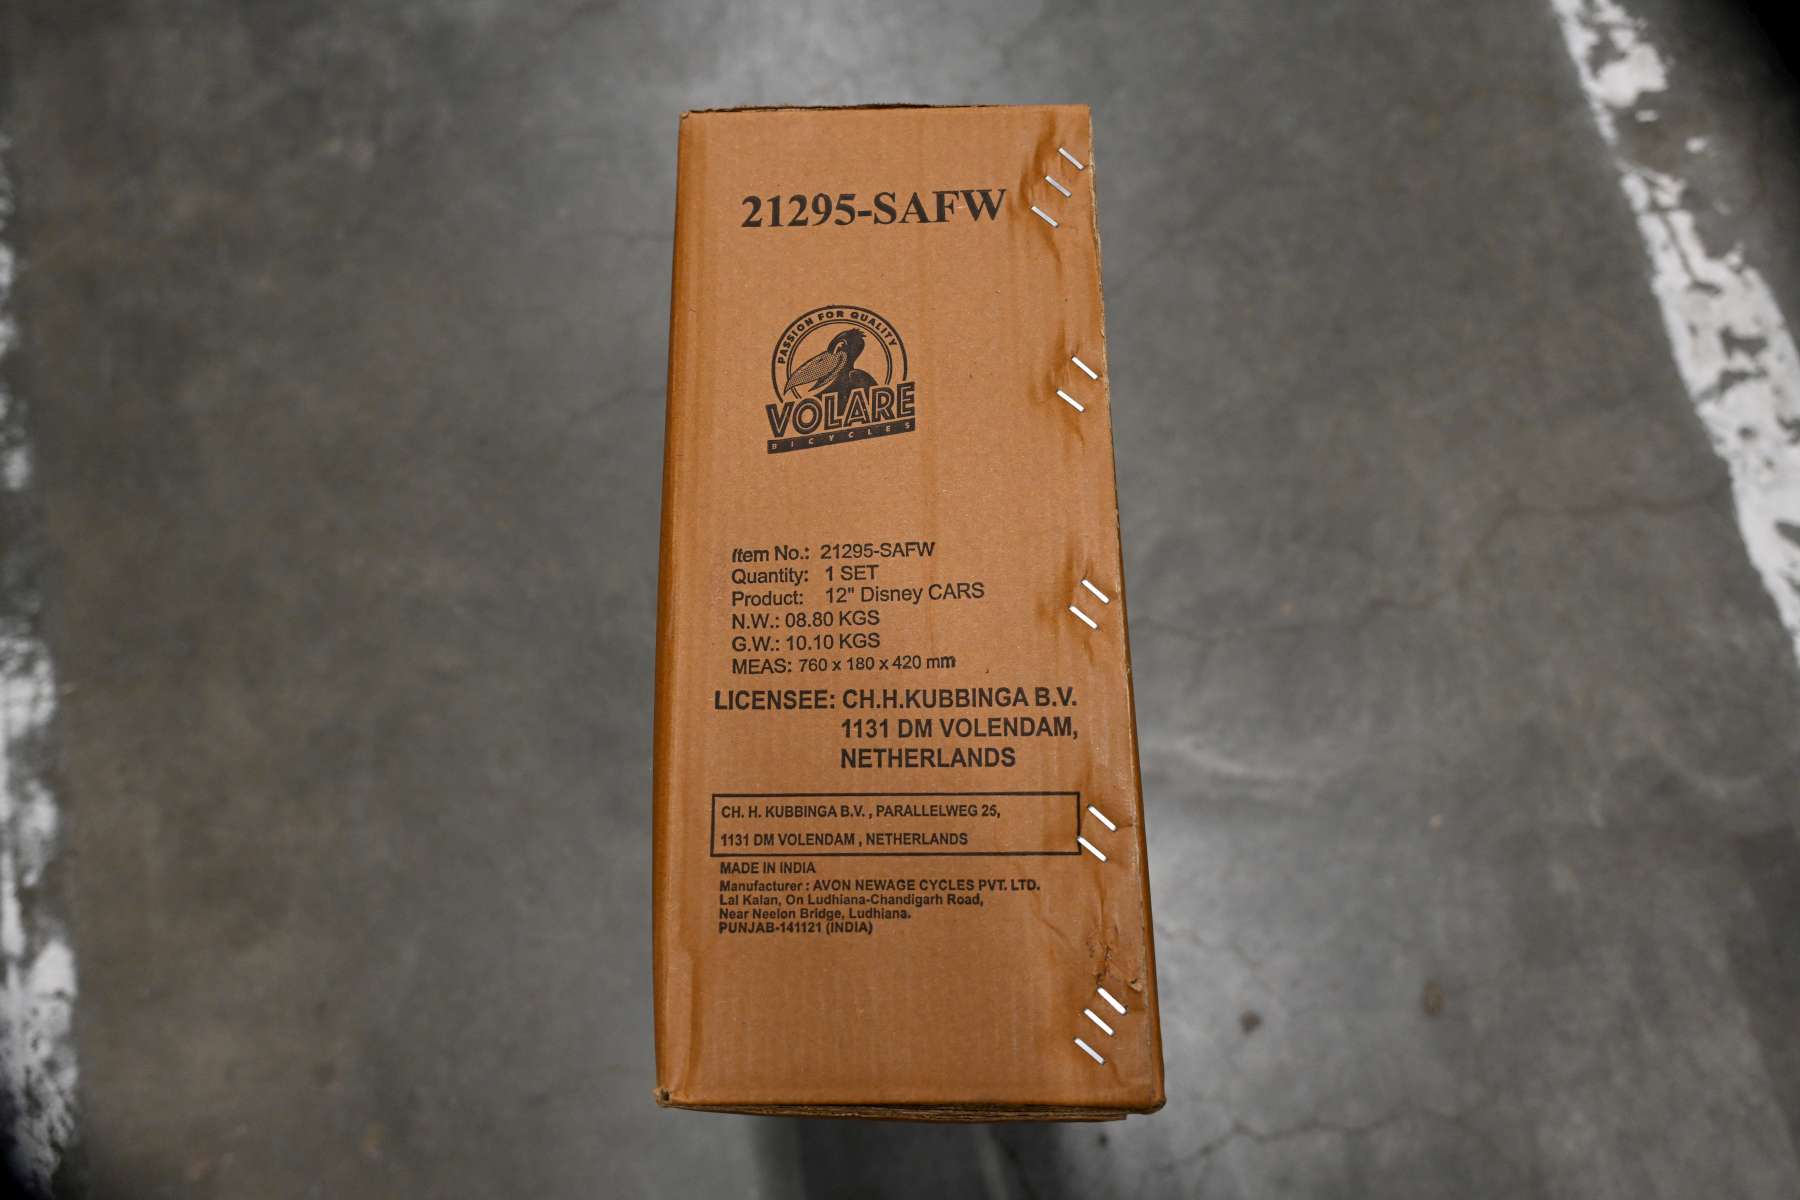 21295-SAFW
PASSION FOR QUALITY
VOLARE
BICYCLES
Item No.: 21295-SAFW
Quantity: 1 SET
Product: 12" Disney CARS
N.W.: 08.80 KGS
G.W.: 10.10 KGS
MEAS: 760 x 180 x 420 mm
LICENSEE: CH.H.KUBBINGA B.V.
1131 DM VOLENDAM,
NETHERLANDS
CH. H. KUBBINGA B.V. , PARALLELWEG 25,
1131 DM VOLENDAM , NETHERLANDS
MADE IN INDIA
Manufacturer : AVON NEWAGE CYCLES PVT. LTD.
Lal Kalan, On Ludhiana-Chandigarh Road,
Near Neelon Bridge, Ludhiana.
PUNJAB-141121 (INDIA)